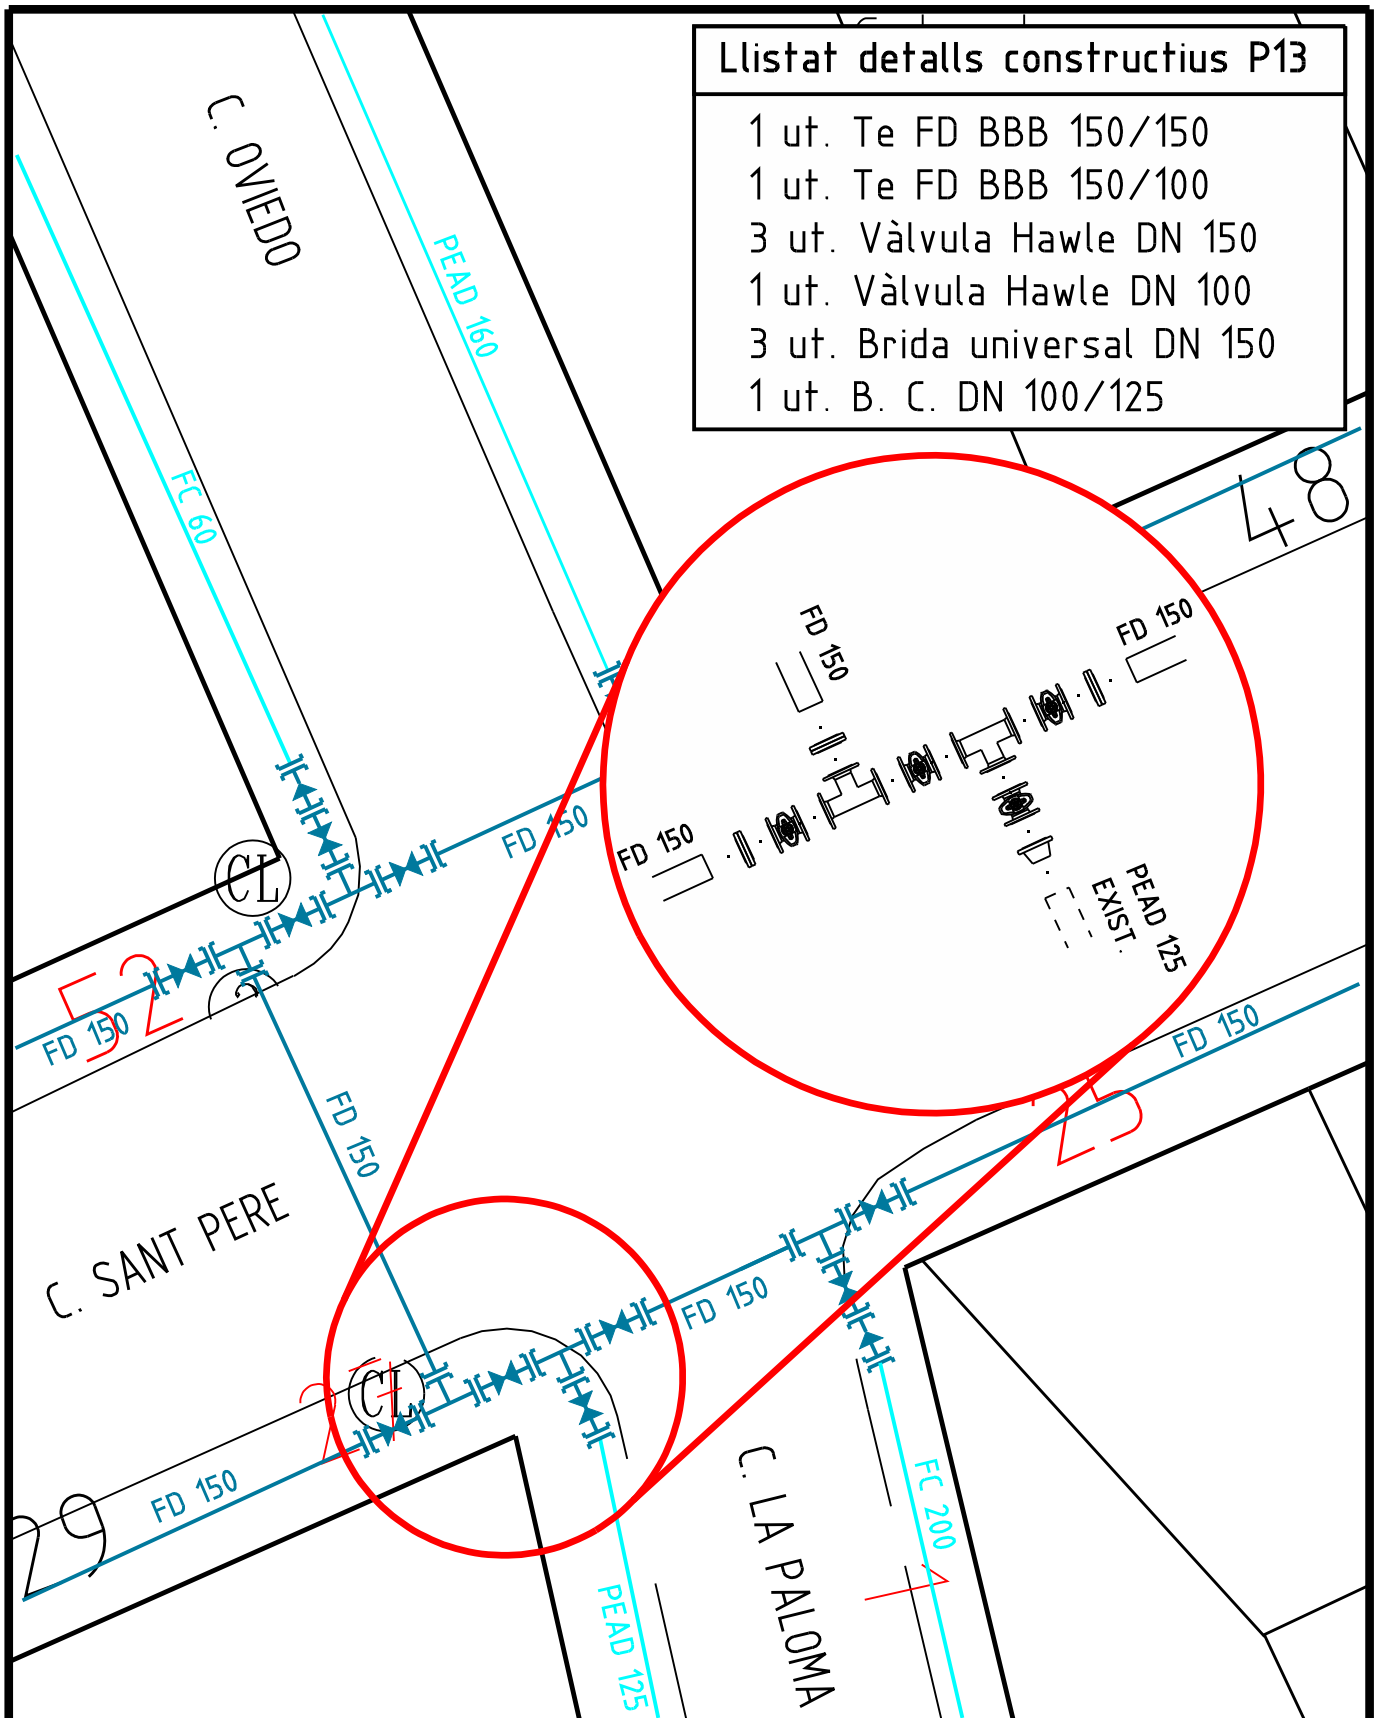 Llistat detalls constructius P13
1 ut. Te FD BBB 150/150
1 ut. Te FD BBB 150/100
3 ut. Vàlvula Hawle DN 150
1 ut. Vàlvula Hawle DN 100
3 ut. Brida universal DN 150
1 ut. B. C. DN 100/125
C. OVIEDO
PEAD 160
FC 60
48
FD 150
FD 150
FD 150
FD 150
PEAD 125
EXIST.
CL
52
FD 150
FD 150
FD 150
25
C. SANT PERE
FD 150
CL
FD 150
29
C. LA PALOMA
FC 200
1
PEAD 125